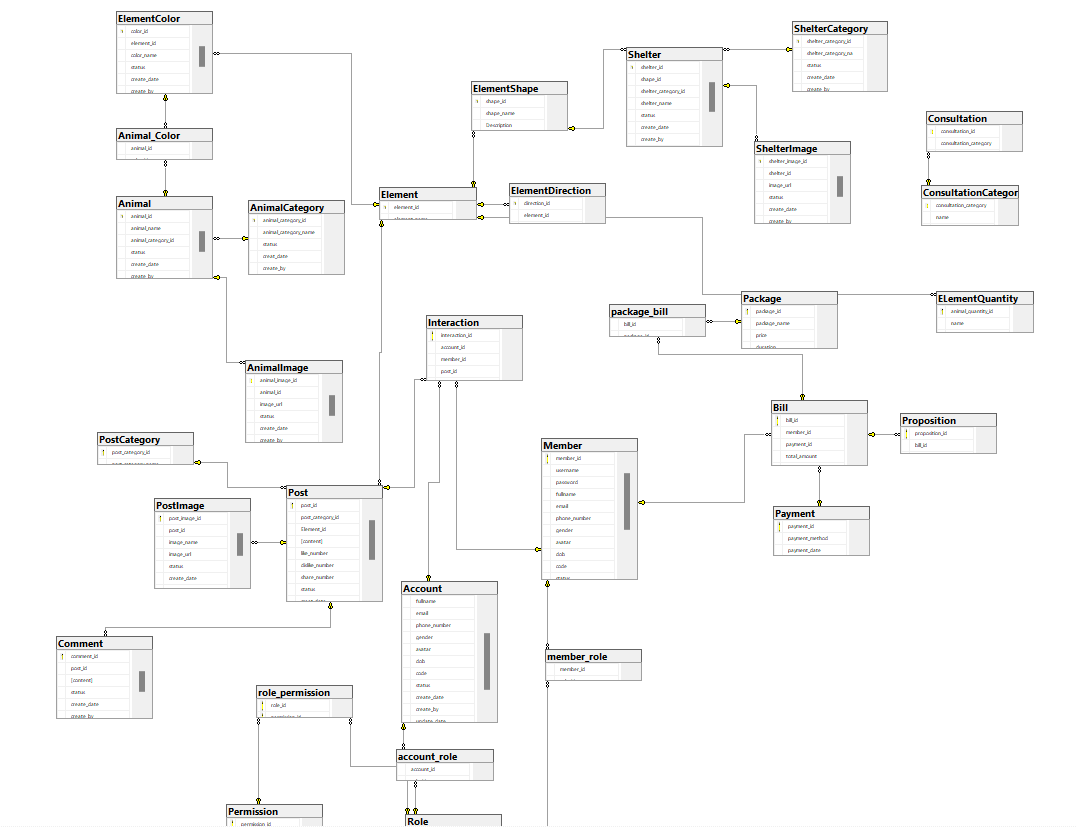 ElementColor
color_id
element_id
color_name
status
create_date
create_by
Animal_Color
animal_id
Animal
animal_id
animal_name
animal_category_id
status
create_date
create_by
AnimalCategory
animal_category_id
animal_category_name
status
creat_date
create_by
AnimalImage
animal_image_id
animal_id
image_url
status
create_date
create_by
ElementShape
shape_id
shape_name
Description
Element
element_id
ElementDirection
direction_id
element_id
Shelter
shelter_id
shape_id
shelter_category_id
shelter_name
status
create_date
create_by
ShelterCategory
shelter_category_id
shelter_category_na
status
create_date
create_by
ShelterImage
shelter_image_id
shelter_id
image_url
status
create_date
create_by
Consultation
consultation_id
consultation_category
ConsultationCategor
consultation_category
name
ELementQuantity
animal_quantity_id
name
Package
package_id
package_name
price
duration
package_bill
bill_id
Interaction
interaction_id
account_id
member_id
post_id
Bill
bill_id
member_id
payment_id
total_amount
Proposition
proposition_id
bill_id
Payment
payment_id
payment_method
payment_date
Member
member_id
username
password
fullname
email
phone_number
gender
avatar
dob
code
status
PostCategory
post_category_id
PostImage
post_image_id
post_id
image_name
image_url
status
create_date
Post
post_id
post_category_id
Element_id
[content]
like_number
dislike_number
share_number
status
Comment
comment_id
post_id
[content]
status
create_date
create_by
Account
fullname
email
phone_number
gender
avatar
dob
code
status
create_date
create_by
update_date
member_role
member_id
role_permission
role_id
account_role
account_id
Permission
permission_id
Role